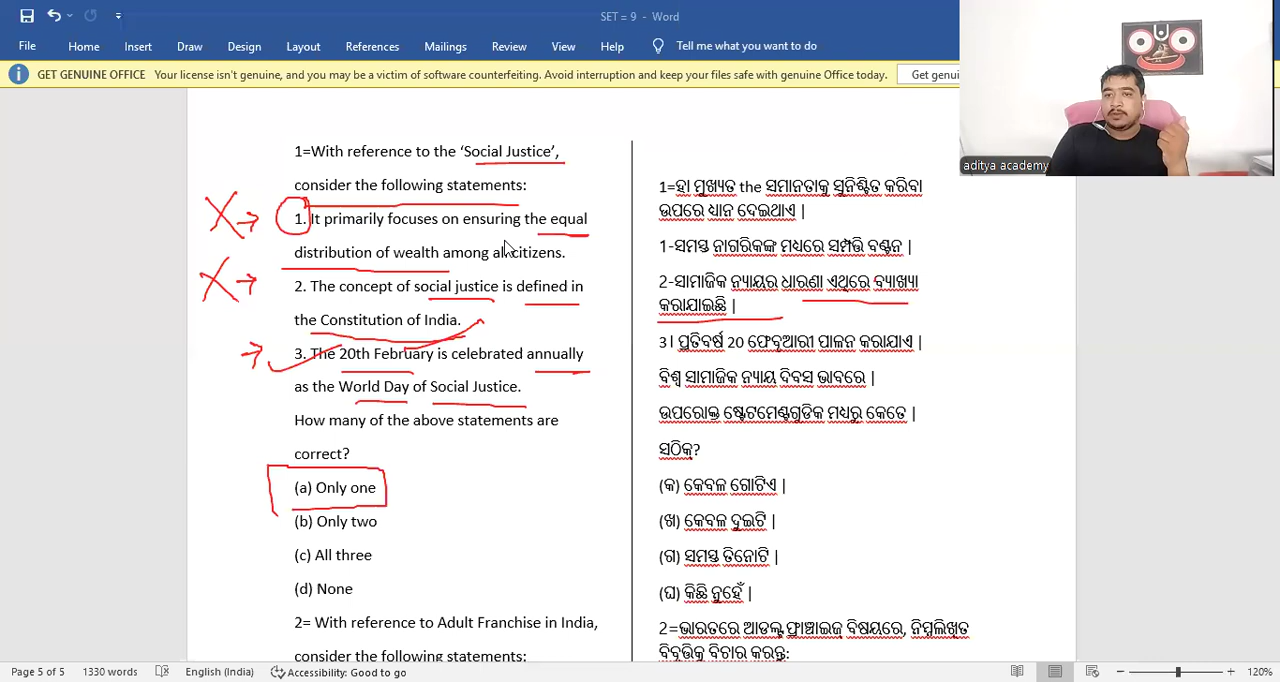 SET = 9 - Word
File Home Insert Draw Design Layout References Mailings Review View Help Tell me what you want to do
GET GENUINE OFFICE Your license isn't genuine, and you may be a victim of software counterfeiting. Avoid interruption and keep your files safe with genuine Office today. Get genui
aditya academy
1=With reference to the ‘Social Justice’,
consider the following statements:
1. It primarily focuses on ensuring the equal
distribution of wealth among all citizens.
2. The concept of social justice is defined in
the Constitution of India.
3. The 20th February is celebrated annually
as the World Day of Social Justice.
How many of the above statements are
correct?
(a) Only one
(b) Only two
(c) All three
(d) None
2= With reference to Adult Franchise in India,
consider the following statements:
1=ହା ମୁଖ୍ୟତ the ସମାନତାକୁ ସୁନିଶ୍ଚିତ କରିବା
ଉପରେ ଧ୍ୟାନ ଦେଇଥାଏ |
1-ସମସ୍ତ ନାଗରିକଙ୍କ ମଧ୍ୟରେ ସମ୍ପତ୍ତି ବଣ୍ଟନ |
2-ସାମାଜିକ ନ୍ୟାୟର ଧାରଣା ଏଥିରେ ବ୍ୟାଖ୍ୟା
କରାଯାଇଛି |
3। ପ୍ରତିବର୍ଷ 20 ଫେବୃଆରୀ ପାଳନ କରାଯାଏ |
ବିଶ୍ୱ ସାମାଜିକ ନ୍ୟାୟ ଦିବସ ଭାବରେ |
ଉପରୋକ୍ତ ଷ୍ଟେଟମେଣ୍ଟଗୁଡିକ ମଧ୍ୟରୁ କେତେ |
ସଠିକ୍?
(କ) କେବଳ ଗୋଟିଏ |
(ଖ) କେବଳ ଦୁଇଟି |
(ଗ) ସମସ୍ତ ତିନୋଟି |
(ଘ) କିଛି ନୁହେଁ |
2=ଭାରତରେ ଆଡଲ୍ଟ ଫ୍ରାଞ୍ଚାଇଜ୍ ବିଷୟରେ, ନିମ୍ନଲିଖିତ
ବିବୃତ୍ତିକୁ ବିଚାର କରନ୍ତୁ:
Page 5 of 5 1330 words English (India) Accessibility: Good to go 120%